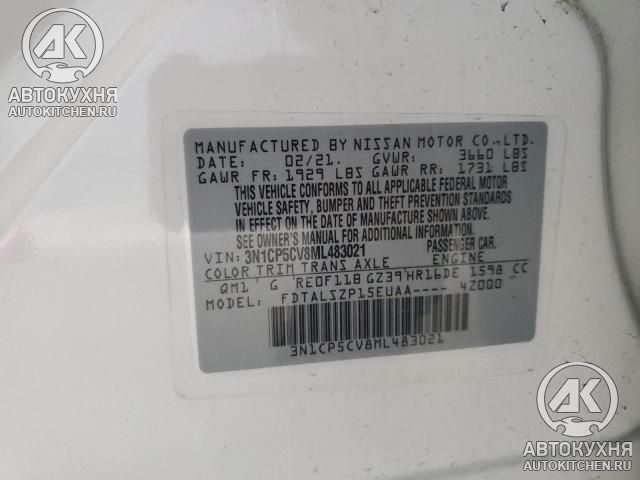 АК
АВТОКУХНЯ
AUTOKITCHEN.RU
MANUFACTURED BY NISSAN MOTOR CO.,LTD.
DATE: 02/21. GVWR: 3660 LBS
GAWR FR: 1929 LBS GAWR RR: 1731 LBS
THIS VEHICLE CONFORMS TO ALL APPLICABLE FEDERAL MOTOR
VEHICLE SAFETY, BUMPER AND THEFT PREVENTION STANDARDS
IN EFFECT ON THE DATE OF MANUFACTURE SHOWN ABOVE.
SEE OWNER'S MANUAL FOR ADDITIONAL INFORMATION.
VIN: 3N1CP5CV8ML483021 PASSENGER CAR.
COLOR TRIM TRANS AXLE ENGINE
QM1 G RE0F11B GZ39 HR16DE 1598 CC
MODEL: FDTALSZP15EUAA---- 4Z000
3N1CP5CV8ML483021
АК
АВТОКУХНЯ
AUTOKITCHEN.RU